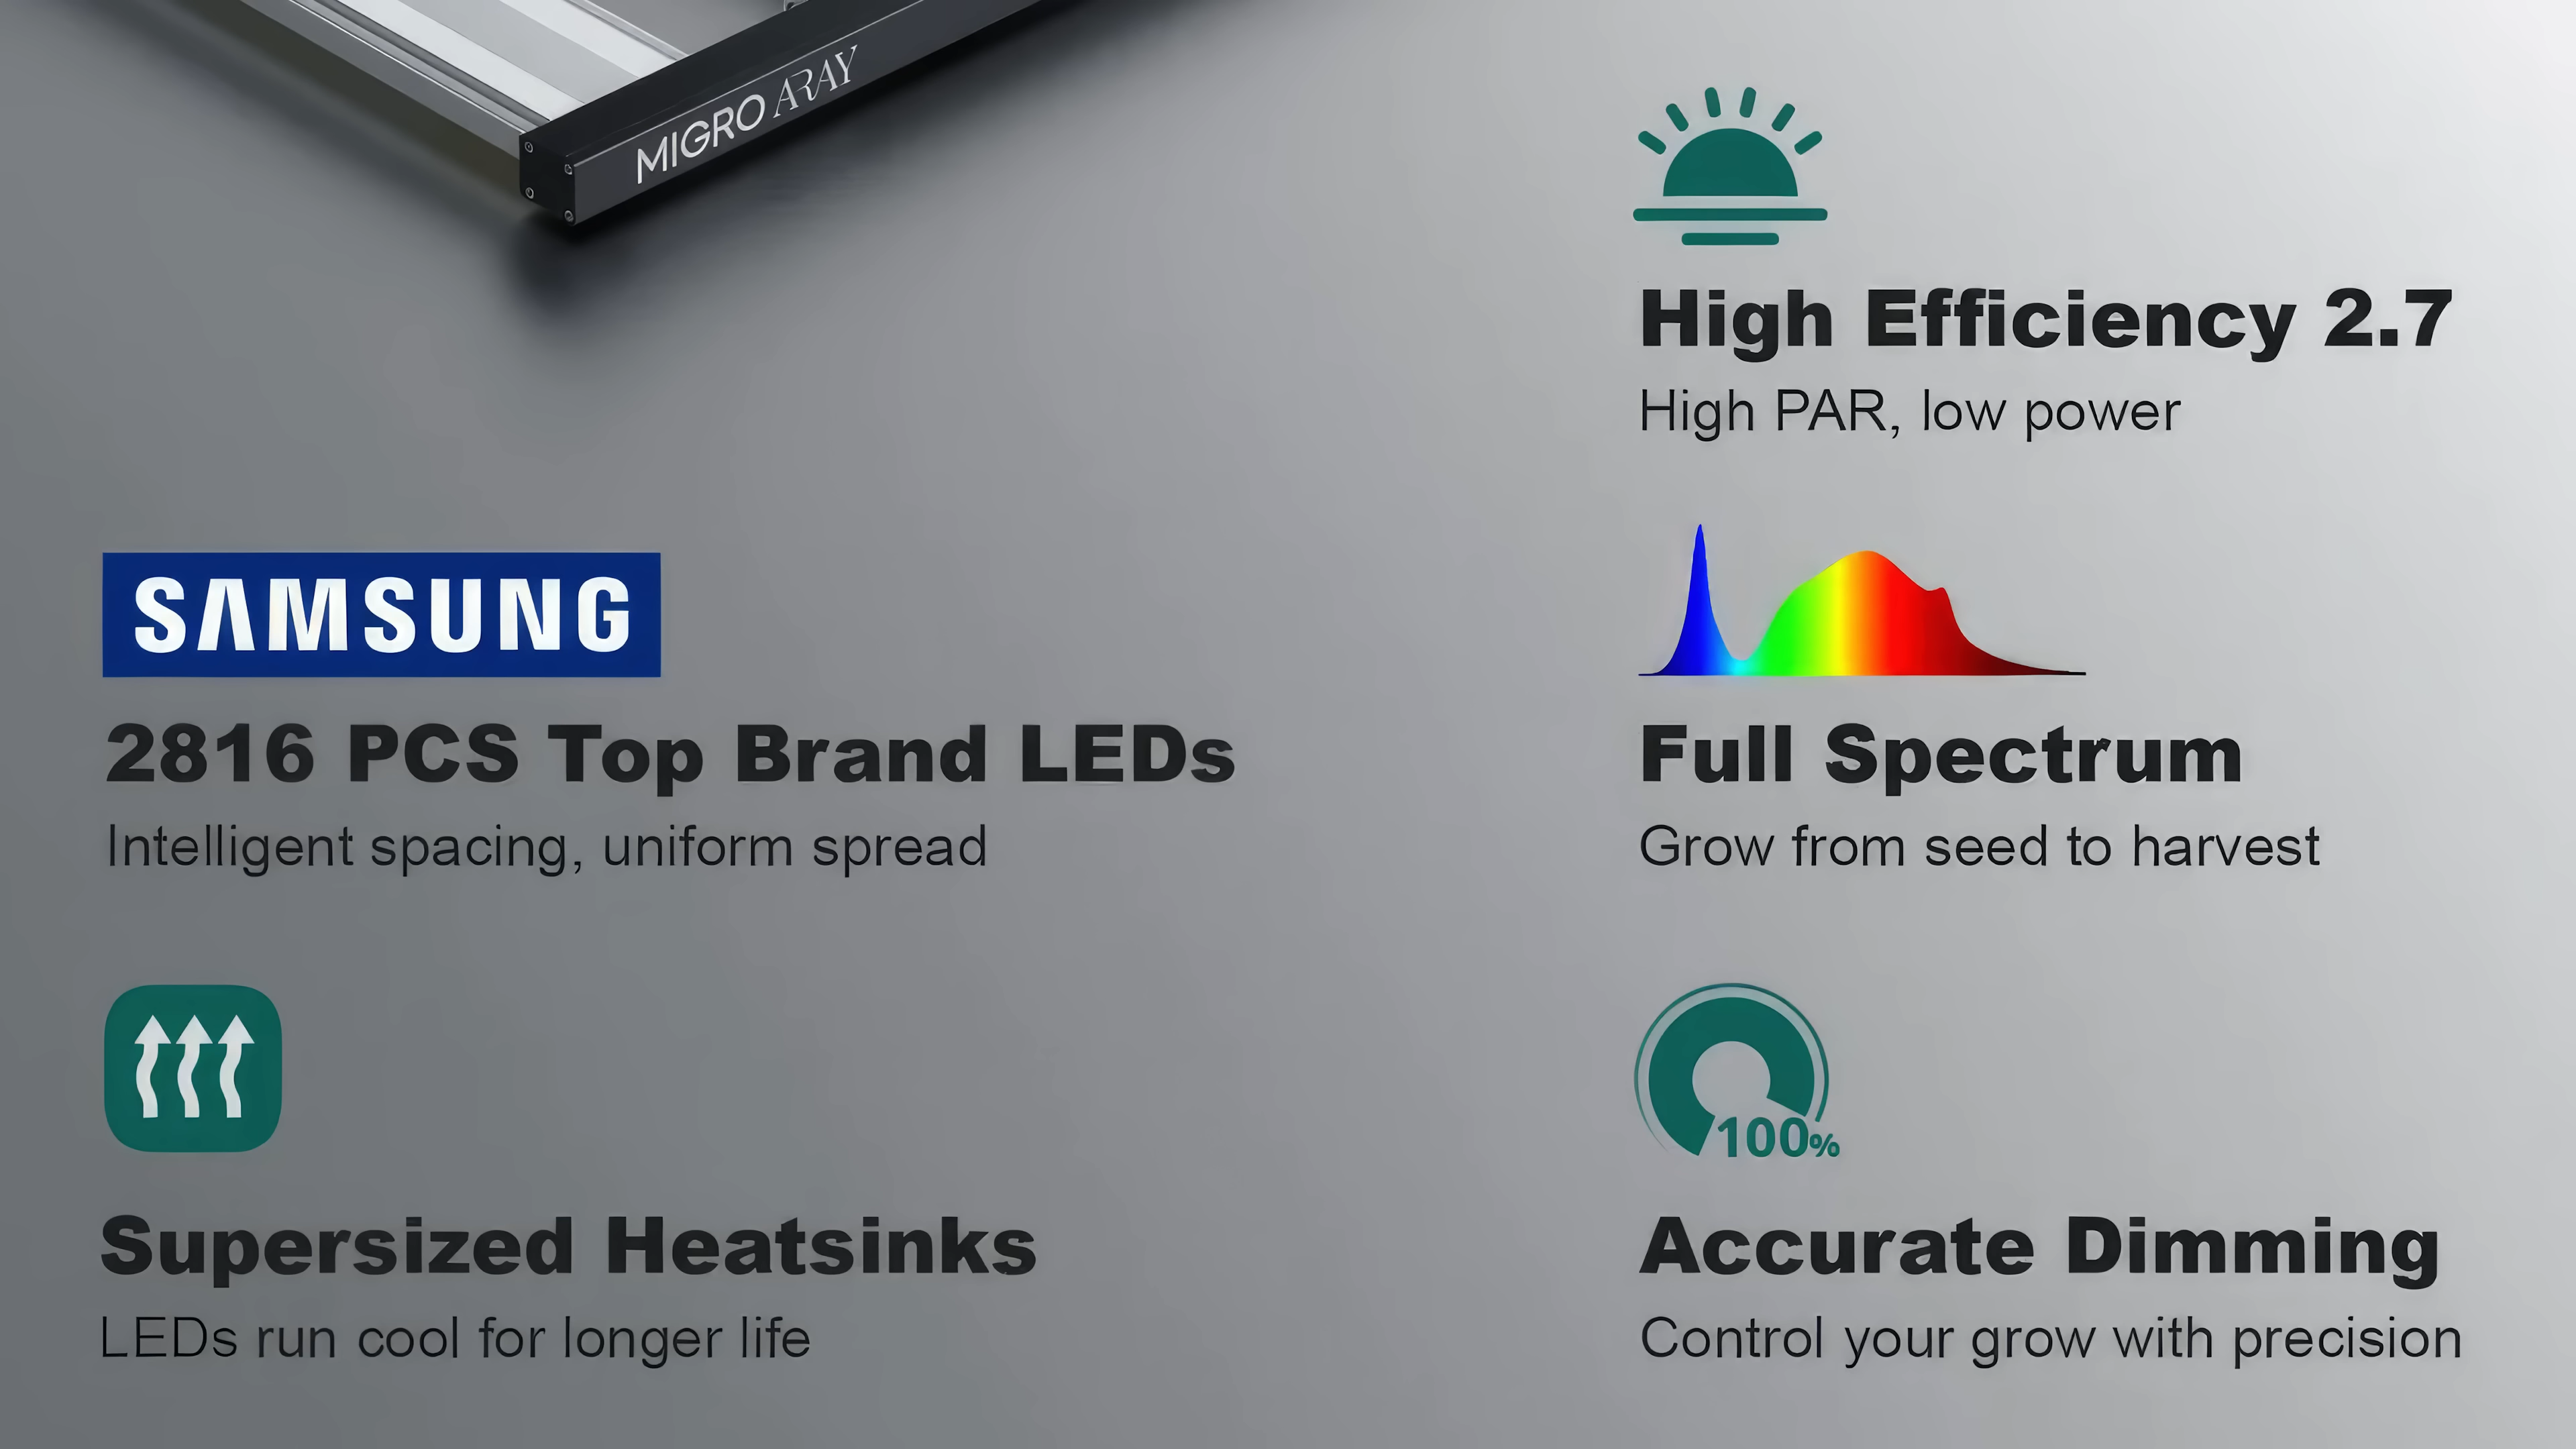 MIGRO ARAY
High Efficiency 2.7
High PAR, low power
SAMSUNG
2816 PCS Top Brand LEDs
Intelligent spacing, uniform spread
Full Spectrum
Grow from seed to harvest
Supersized Heatsinks
LEDs run cool for longer life
100%
Accurate Dimming
Control your grow with precision